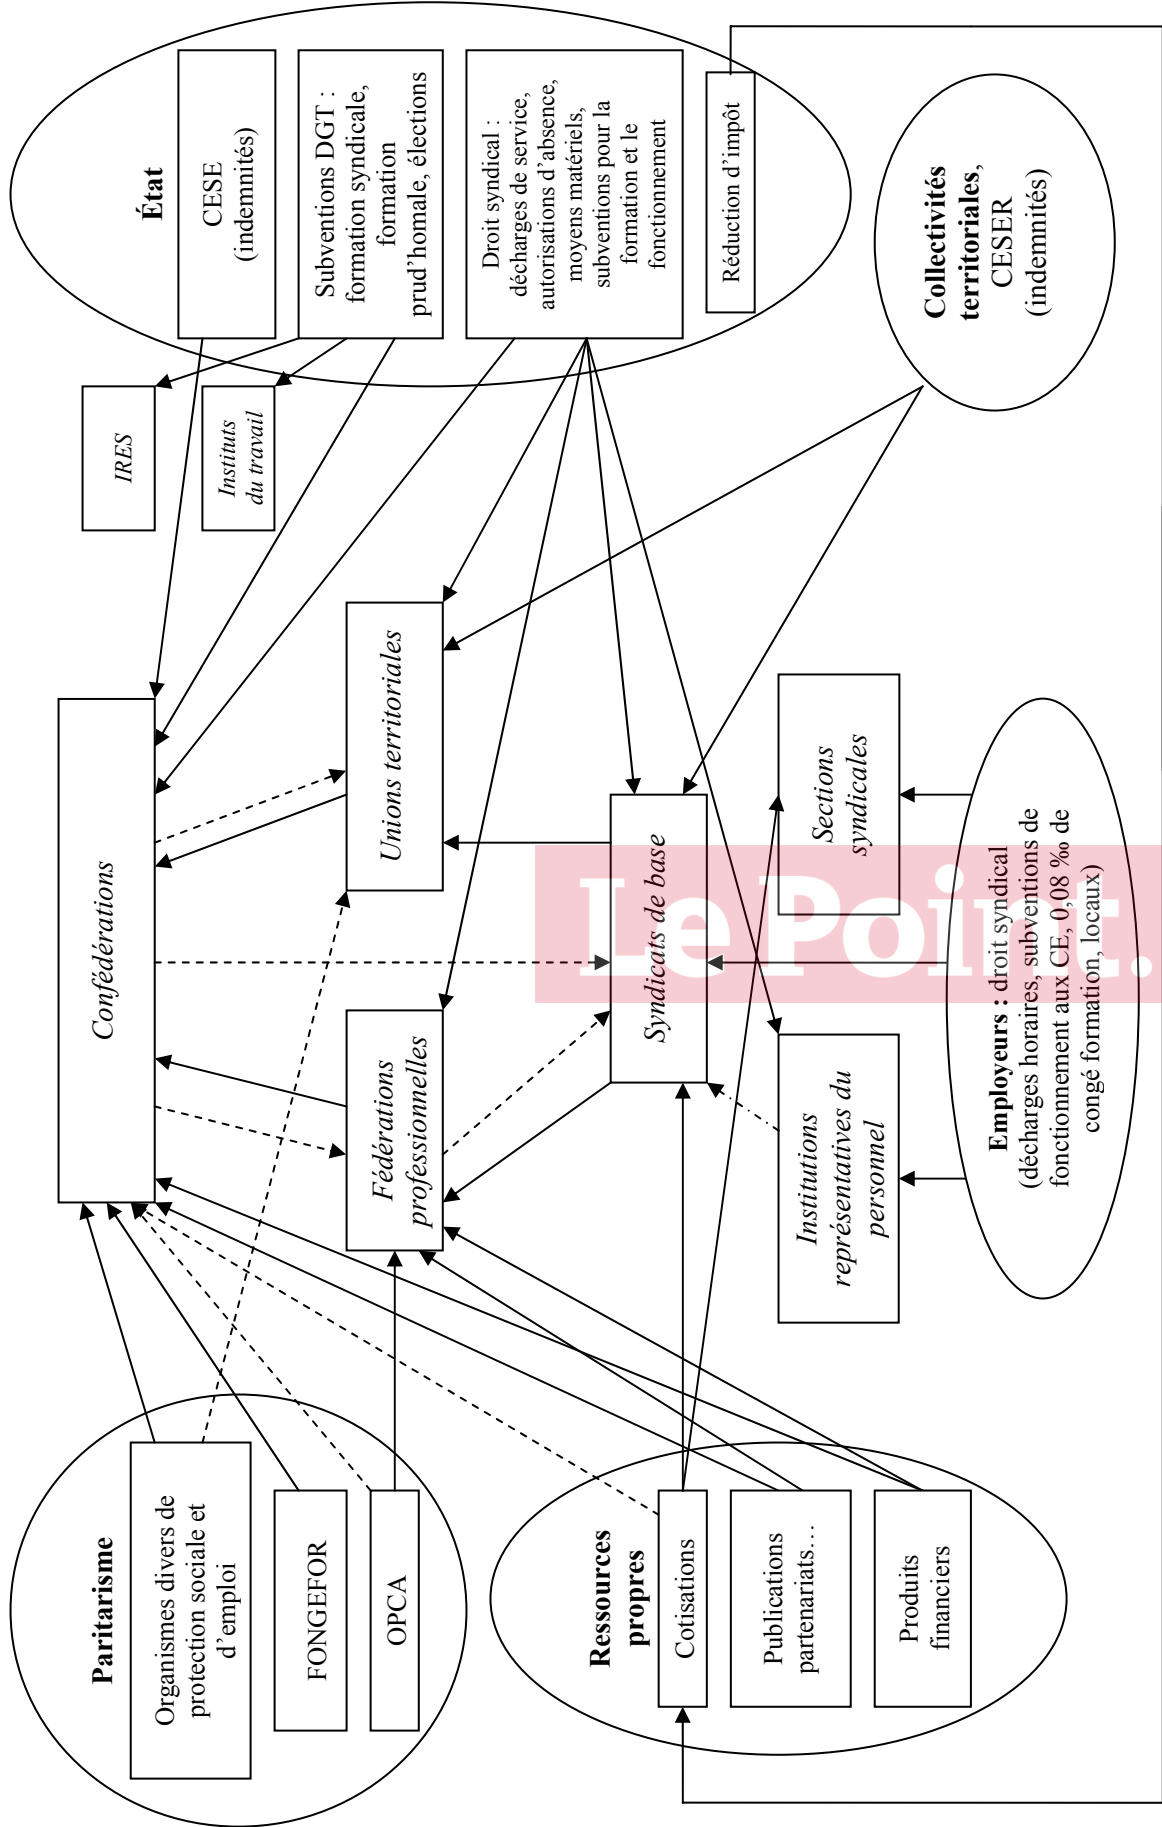 Paritarisme
Organismes divers de
protection sociale et
d'emploi
FONGEFOR
OPCA
Ressources
propres
Cotisations
Publications
partenariats…
Produits
financiers
Confédérations
Fédérations
professionnelles
Unions territoriales
Syndicats de base
Institutions
représentatives du
personnel
Sections
syndicales
Employeurs : droit syndical
(décharges horaires, subventions de
fonctionnement aux CE, 0,08 ‰ de
congé formation, locaux)
IRES
Instituts
du travail
État
CESE
(indemnités)
Subventions DGT :
formation syndicale,
formation
prud'homale, élections
Droit syndical :
décharges de service,
autorisations d'absence,
moyens matériels,
subventions pour la
formation et le
fonctionnement
Réduction d'impôt
Collectivités
territoriales,
CESER
(indemnités)
Le Point.